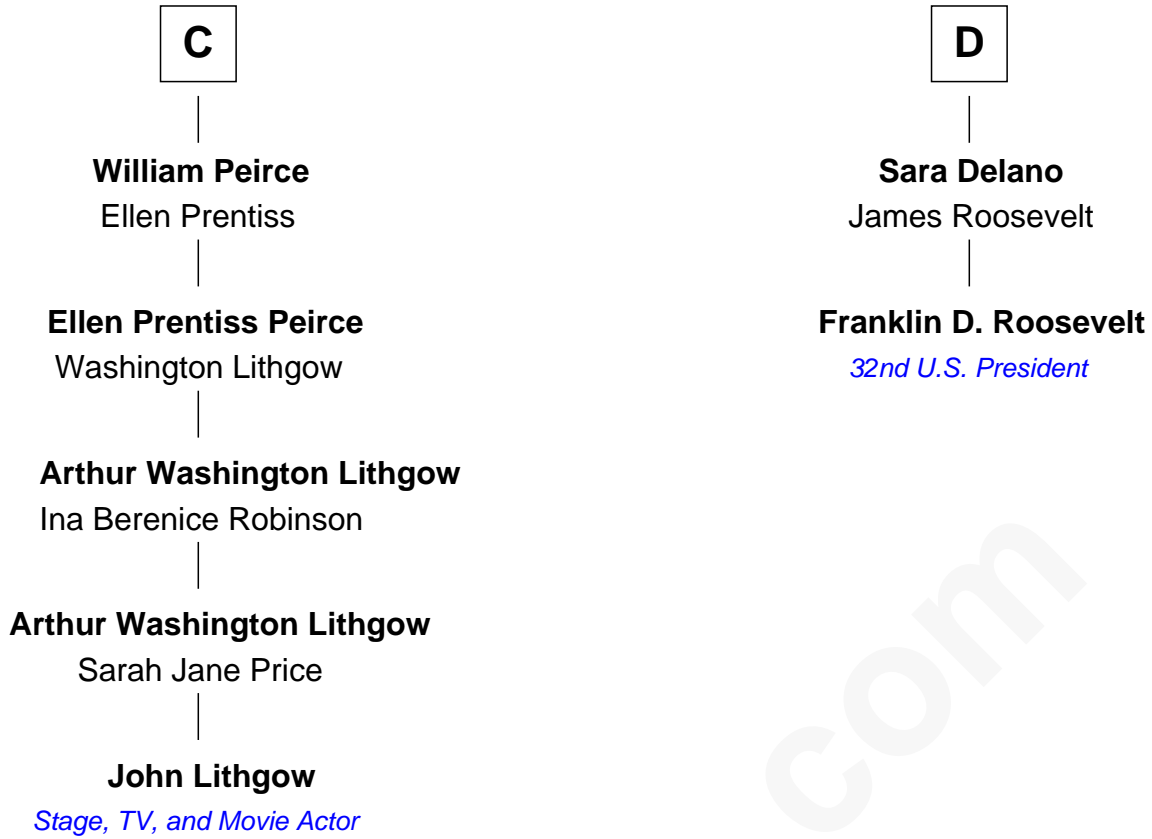 C
William Peirce
Ellen Prentiss
Ellen Prentiss Peirce
Washington Lithgow
Arthur Washington Lithgow
Ina Berenice Robinson
Arthur Washington Lithgow
Sarah Jane Price
John Lithgow
Stage, TV, and Movie Actor
D
Sara Delano
James Roosevelt
Franklin D. Roosevelt
32nd U.S. President
com